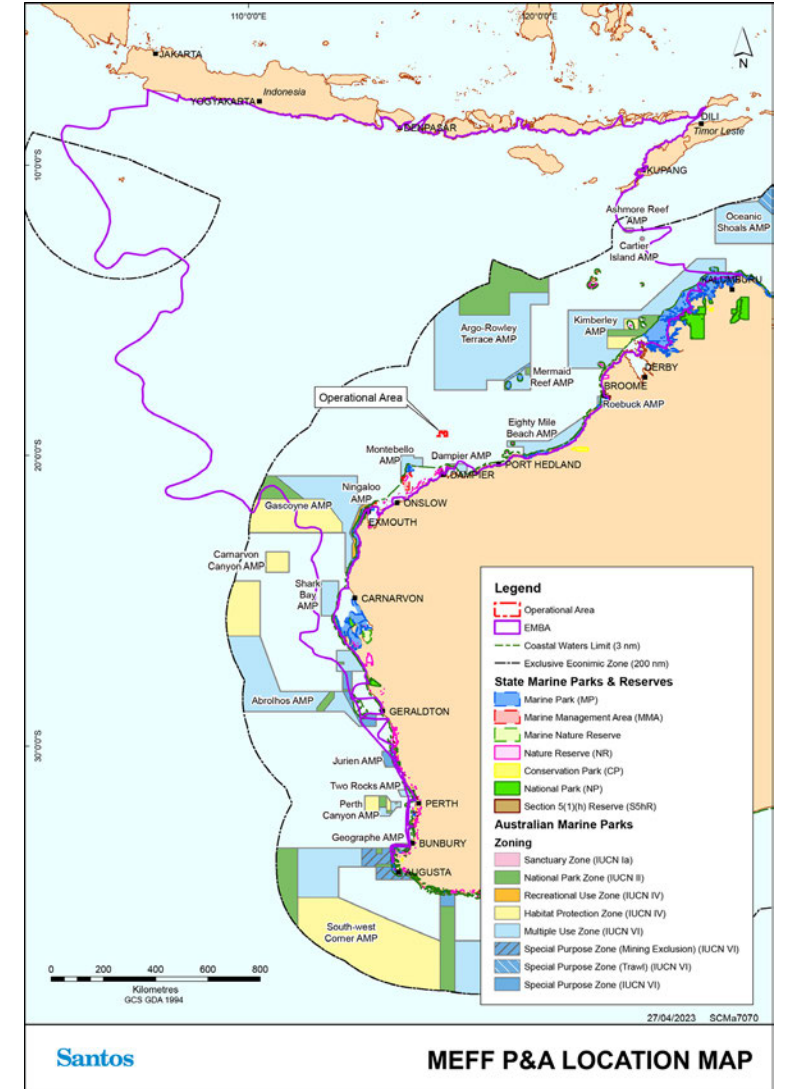 110°0'0"E
120°0'0"E
N
JAKARTA
Indonesia
YOGYAKARTA
DENPASAR
DILI
Timor Leste
10°0'0"S
KUPANG
Ashmore Reef
AMP
Oceanic
Shoals AMP
Cartier
Island AMP
KALUMBURU
Argo-Rowley
Terrace AMP
Kimberley
AMP
Mermaid
Reef AMP
DERBY
BROOME
Operational Area
Roebuck AMP
Eighty Mile
Beach AMP
20°0'0"S
Montebello
AMP
Dampier AMP
PORT HEDLAND
DAMPIER
Ningaloo
AMP
ONSLOW
Gascoyne AMP
EXMOUTH
Carnarvon
Canyon AMP
Shark
Bay
AMP
CARNARVON
Abrolhos AMP
GERALDTON
30°0'0"S
Jurien AMP
Two Rocks AMP
Perth
Canyon AMP
PERTH
Geographe AMP
BUNBURY
AUGUSTA
South-west
Corner AMP
Legend
Operational Area
EMBA
Coastal Waters Limit (3 nm)
Exclusive Econimic Zone (200 nm)
State Marine Parks & Reserves
Marine Park (MP)
Marine Management Area (MMA)
Marine Nature Reserve
Nature Reserve (NR)
Conservation Park (CP)
National Park (NP)
Section 5(1)(h) Reserve (S5hR)
Australian Marine Parks
Zoning
Sanctuary Zone (IUCN Ia)
National Park Zone (IUCN II)
Recreational Use Zone (IUCN IV)
Habitat Protection Zone (IUCN IV)
Multiple Use Zone (IUCN VI)
Special Purpose Zone (Mining Exclusion) (IUCN VI)
Special Purpose Zone (Trawl) (IUCN VI)
Special Purpose Zone (IUCN VI)
0 200 400 600 800
Kilometres
GCS GDA 1994
27/04/2023 SCMa7070
Santos
MEFF P&A LOCATION MAP